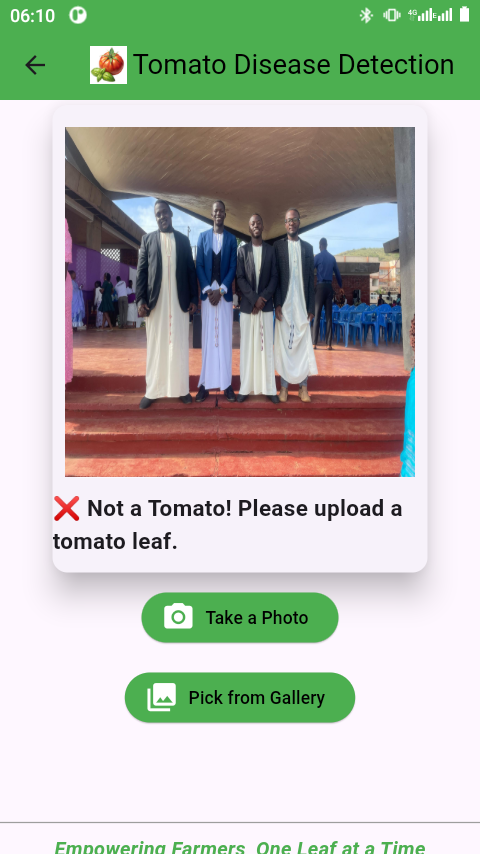 06:10
4G
E
Tomato Disease Detection
❌ Not a Tomato! Please upload a
tomato leaf.
Take a Photo
Pick from Gallery
Empowering Farmers, One Leaf at a Time